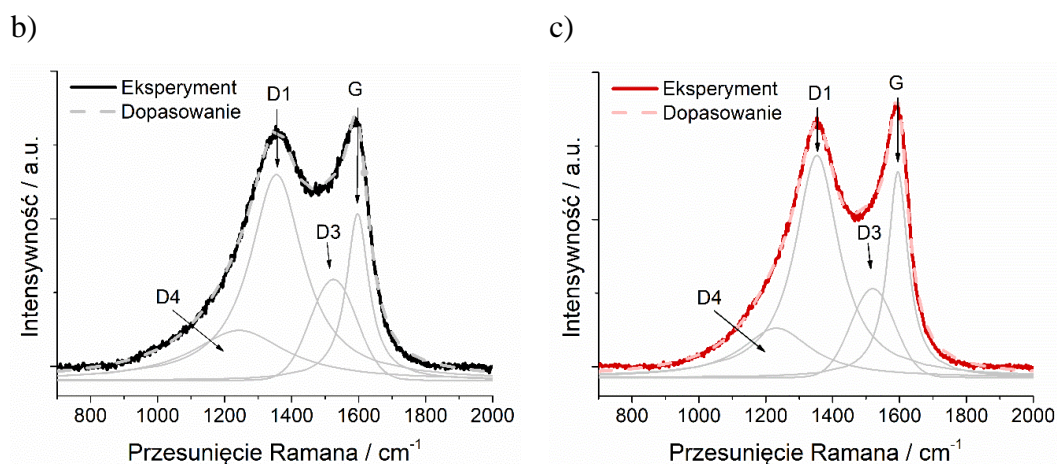 b)
Eksperyment
Dopasowanie
D1
G
D3
D4
Intensywność / a.u.
800 1000 1200 1400 1600 1800 2000
Przesunięcie Ramana / cm⁻¹
c)
Eksperyment
Dopasowanie
D1
G
D3
D4
Intensywność / a.u.
800 1000 1200 1400 1600 1800 2000
Przesunięcie Ramana / cm⁻¹